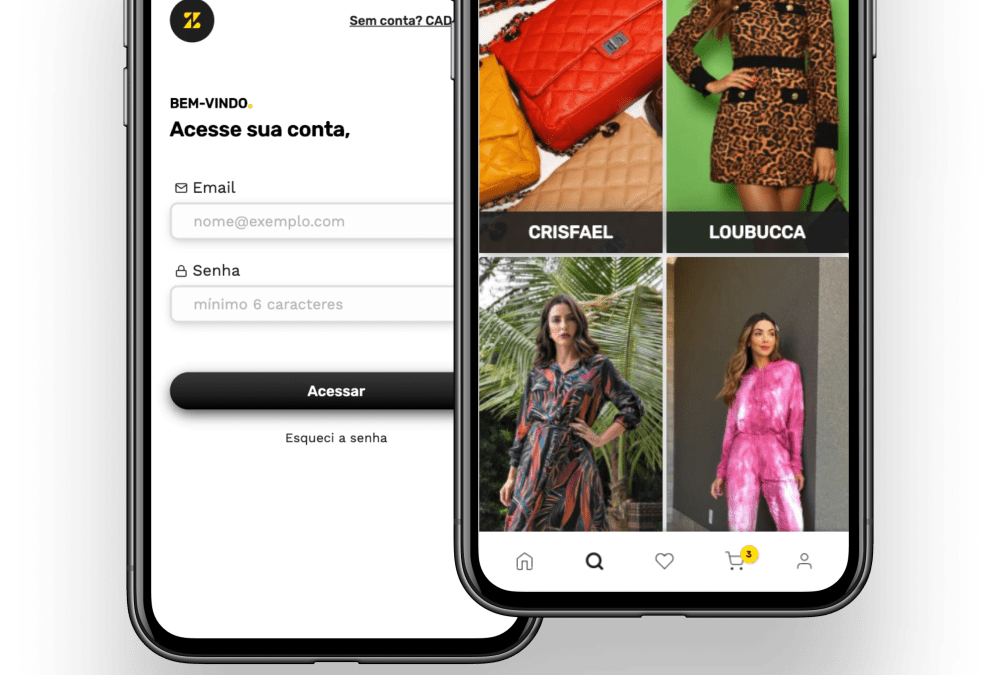 Sem conta? CAD
BEM-VINDO.
Acesse sua conta,
Email
nome@exemplo.com
Senha
mínimo 6 caracteres
Acessar
Esqueci a senha
CRISFAEL
LOUBUCCA
3